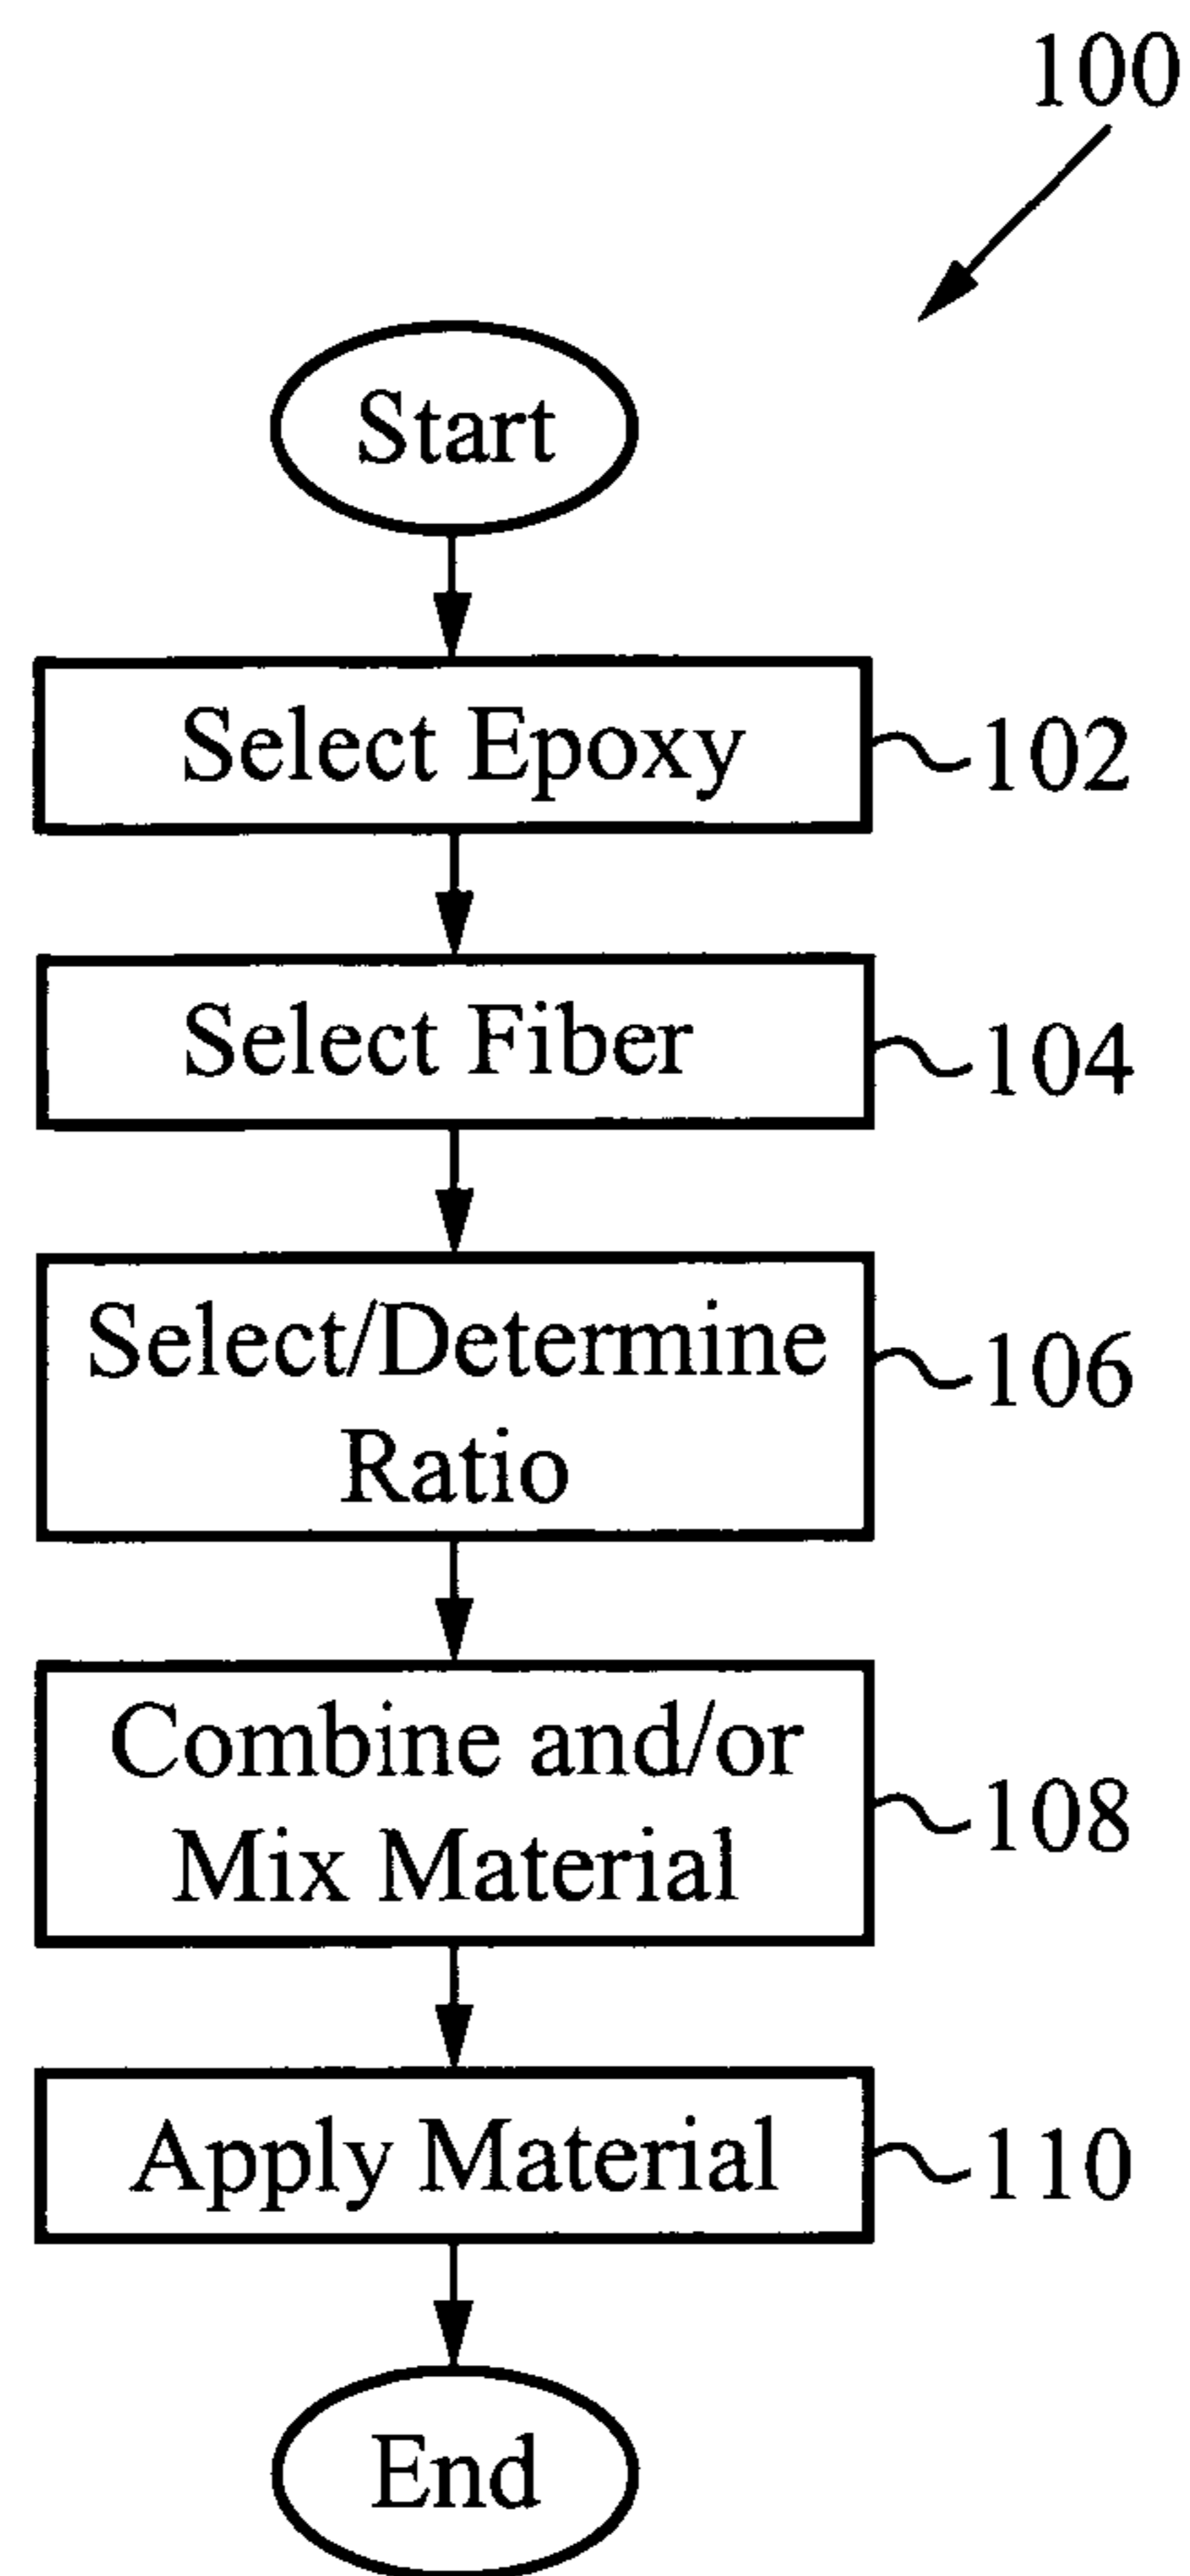 100
Start
Select Epoxy
102
Select Fiber
104
Select/Determine
Ratio
106
Combine and/or
Mix Material
108
Apply Material
110
End